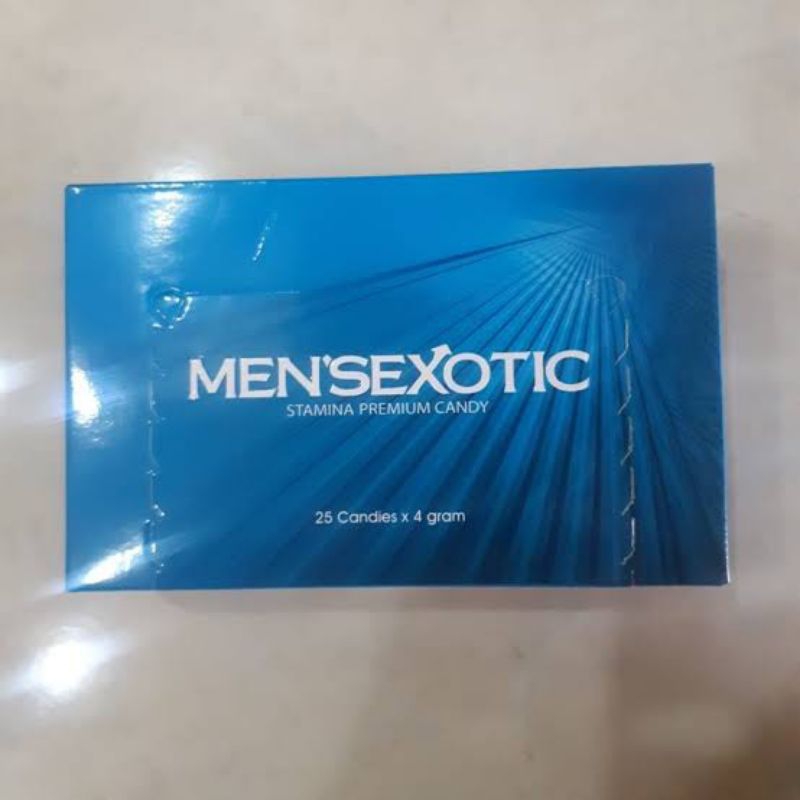 MEN'SEXOTIC
STAMINA PREMIUM CANDY
25 Candies x 4 gram